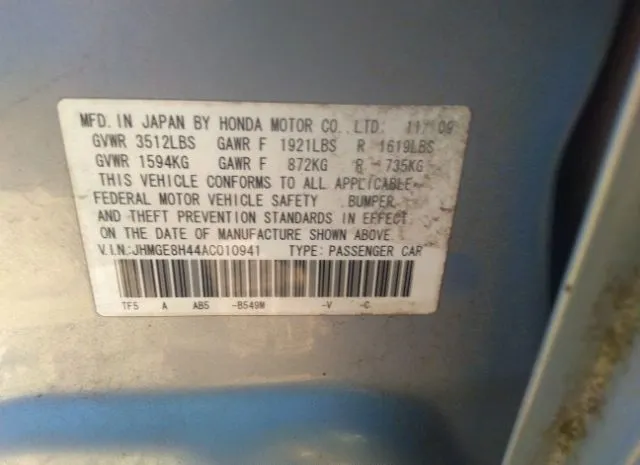 MFD. IN JAPAN BY HONDA MOTOR CO., LTD. 11/09
GVWR 3512LBS GAWR F 1921LBS R 1619LBS
GVWR 1594KG GAWR F 872KG R 735KG
THIS VEHICLE CONFORMS TO ALL APPLICABLE
FEDERAL MOTOR VEHICLE SAFETY, BUMPER,
AND THEFT PREVENTION STANDARDS IN EFFECT
ON THE DATE OF MANUFACTURE SHOWN ABOVE.
V.I.N:JHMGE8H44AC010941 TYPE: PASSENGER CAR
TF5 A AB5 -B549M -V -C